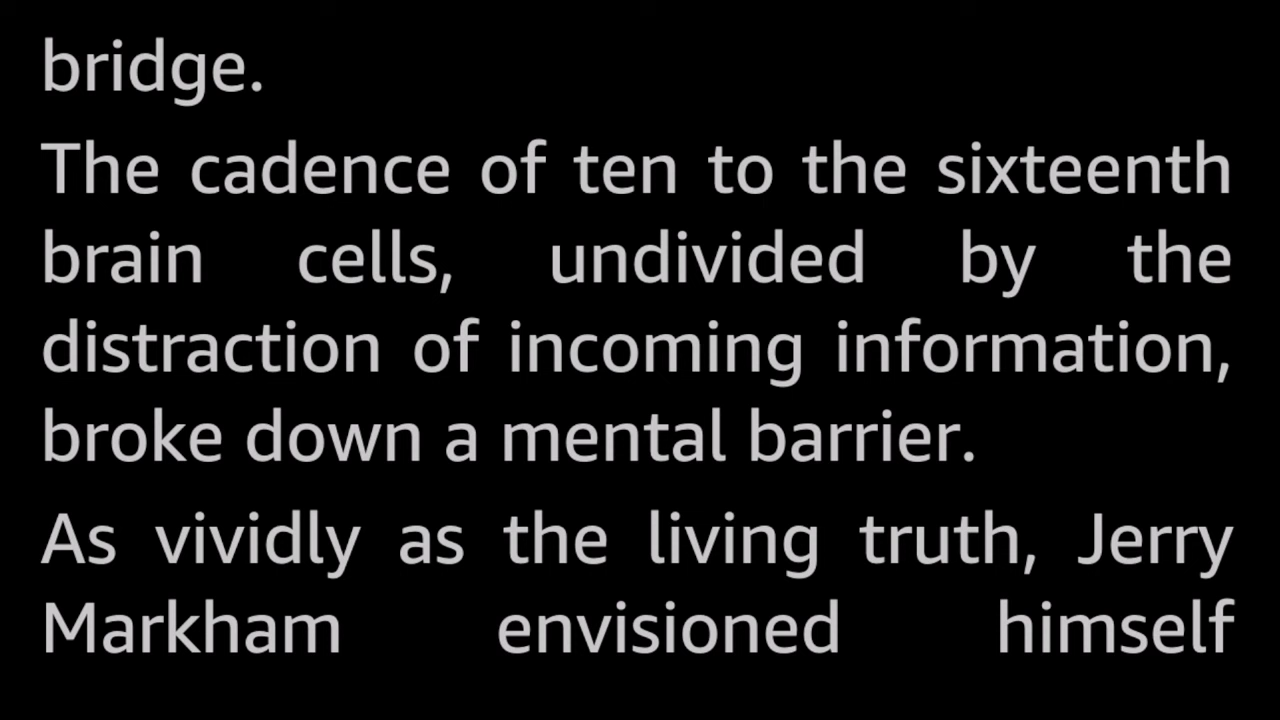 bridge.
The cadence of ten to the sixteenth
brain cells, undivided by the
distraction of incoming information,
broke down a mental barrier.
As vividly as the living truth, Jerry
Markham envisioned himself